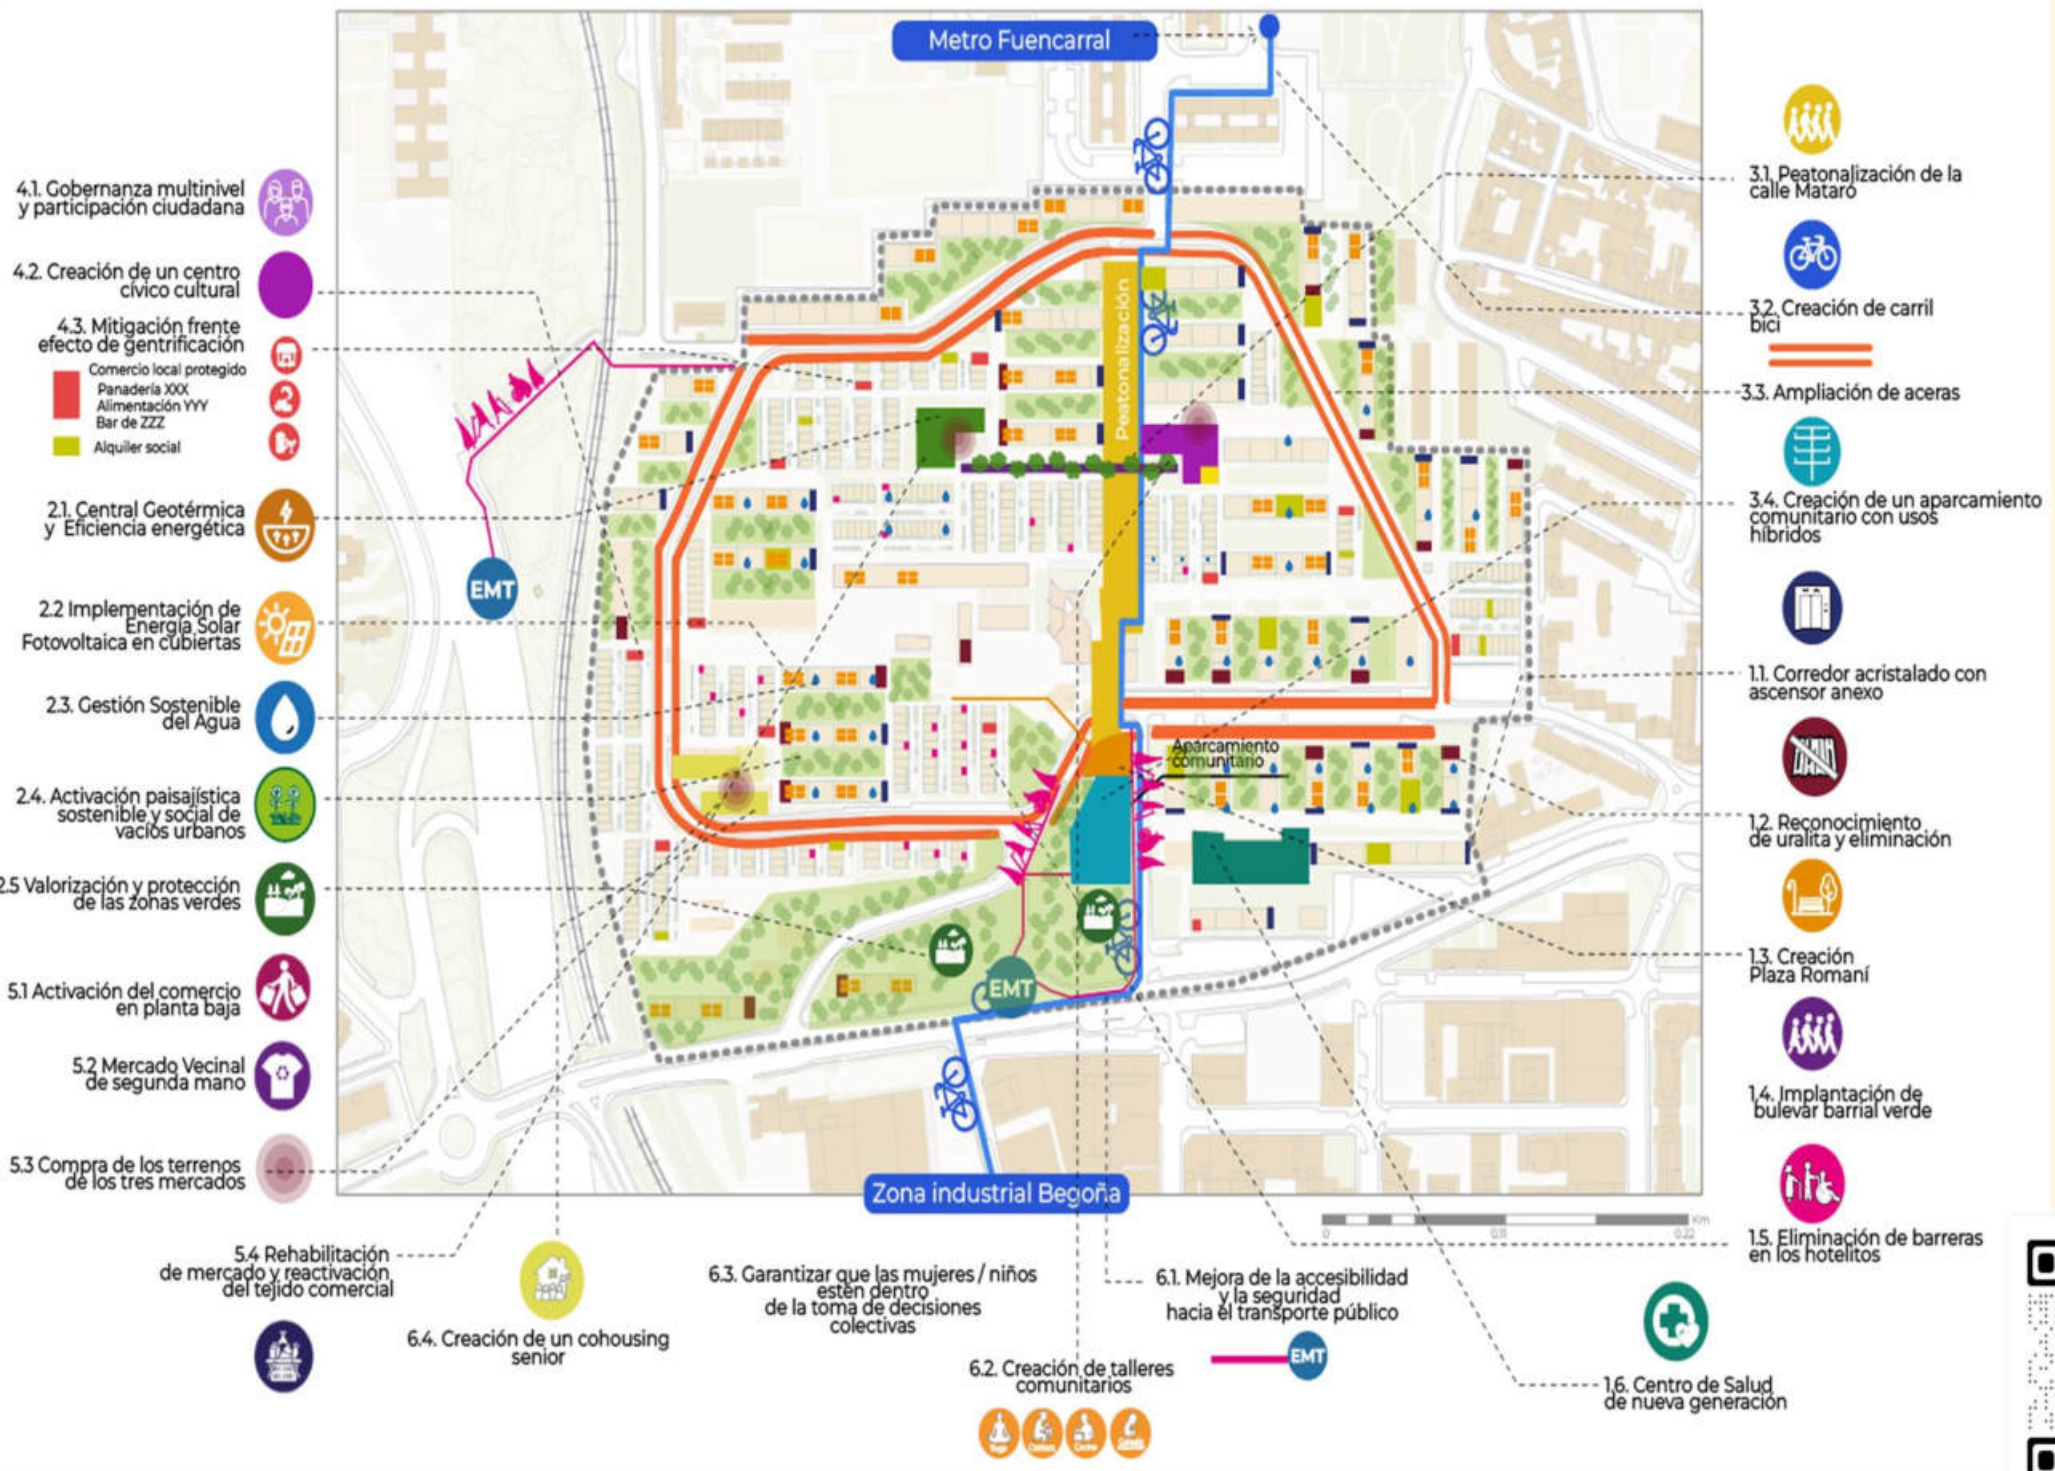 Metro Fuencarral
4.1. Gobernanza multinivel
y participación ciudadana
4.2. Creación de un centro
cívico cultural
4.3. Mitigación frente
efecto de gentrificación
Comercio local protegido
Panadería XXX
Alimentación YYY
Bar de ZZZ
Alquiler social
2.1. Central Geotérmica
y Eficiencia energética
2.2 Implementación de
Energía Solar
Fotovoltaica en cubiertas
2.3. Gestión Sostenible
del Agua
2.4. Activación paisajística
sostenible y social de
vacíos urbanos
2.5 Valorización y protección
de las zonas verdes
5.1 Activación del comercio
en planta baja
5.2 Mercado Vecinal
de segunda mano
5.3 Compra de los terrenos
de los tres mercados
5.4 Rehabilitación
de mercado y reactivación
del tejido comercial
6.4. Creación de un cohousing
senior
6.3. Garantizar que las mujeres / niños
estén dentro
de la toma de decisiones
colectivas
6.2. Creación de talleres
comunitarios
Yoga
6.1. Mejora de la accesibilidad
y la seguridad
hacia el transporte público
EMT
EMT
EMT
Peatonalización
Aparcamiento
comunitario
Zona industrial Begoña
Km
0
0.11
0.22
3.1. Peatonalización de la
calle Mataró
3.2. Creación de carril
bici
3.3. Ampliación de aceras
3.4. Creación de un aparcamiento
comunitario con usos
híbridos
1.1. Corredor acristalado con
ascensor anexo
1.2. Reconocimiento
de uralita y eliminación
1.3. Creación
Plaza Romaní
1.4. Implantación de
bulevar barrial verde
1.5. Eliminación de barreras
en los hotelitos
1.6. Centro de Salud
de nueva generación